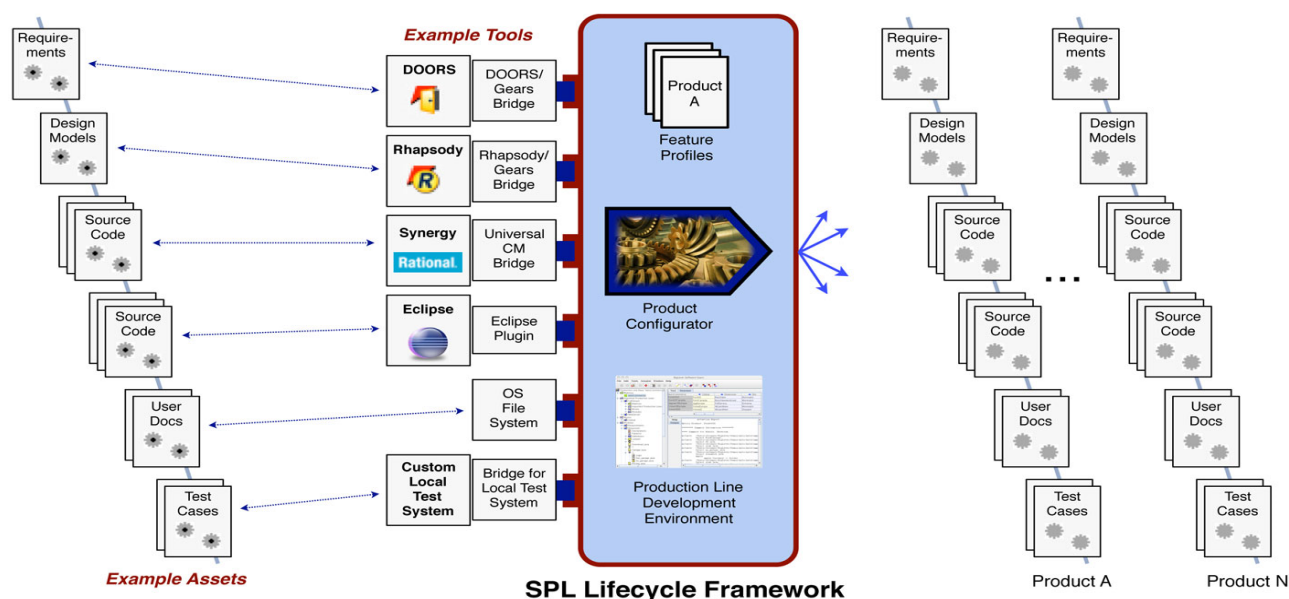 Require-
ments
Design
Models
Source
Code
Source
Code
User
Docs
Test
Cases
Example Assets
Example Tools
DOORS
DOORS/
Gears
Bridge
Rhapsody
R
Rhapsody/
Gears
Bridge
Synergy
Rational.
Universal
CM
Bridge
Eclipse
Eclipse
Plugin
OS
File
System
Custom
Local
Test
System
Bridge for
Local Test
System
Product
A
Feature
Profiles
Product
Configurator
Production Line
Development
Environment
SPL Lifecycle Framework
Require-
ments
Design
Models
Source
Code
Source
Code
User
Docs
Test
Cases
Product A
...
Require-
ments
Design
Models
Source
Code
Source
Code
User
Docs
Test
Cases
Product N